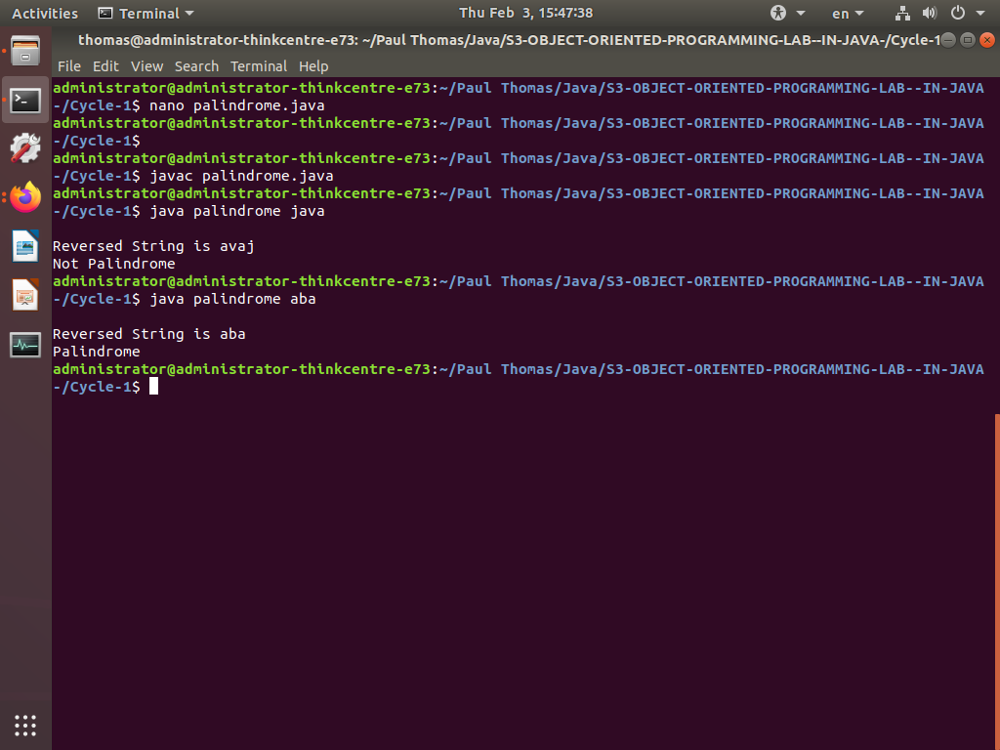 Activities Terminal Thu Feb 3, 15:47:38 en
thomas@administrator-thinkcentre-e73: ~/Paul Thomas/Java/S3-OBJECT-ORIENTED-PROGRAMMING-LAB--IN-JAVA-/Cycle-1
File Edit View Search Terminal Help
administrator@administrator-thinkcentre-e73:~/Paul Thomas/Java/S3-OBJECT-ORIENTED-PROGRAMMING-LAB--IN-JAVA
-/Cycle-1$ nano palindrome.java
administrator@administrator-thinkcentre-e73:~/Paul Thomas/Java/S3-OBJECT-ORIENTED-PROGRAMMING-LAB--IN-JAVA
-/Cycle-1$
administrator@administrator-thinkcentre-e73:~/Paul Thomas/Java/S3-OBJECT-ORIENTED-PROGRAMMING-LAB--IN-JAVA
-/Cycle-1$ javac palindrome.java
administrator@administrator-thinkcentre-e73:~/Paul Thomas/Java/S3-OBJECT-ORIENTED-PROGRAMMING-LAB--IN-JAVA
-/Cycle-1$ java palindrome java
Reversed String is avaj
Not Palindrome
administrator@administrator-thinkcentre-e73:~/Paul Thomas/Java/S3-OBJECT-ORIENTED-PROGRAMMING-LAB--IN-JAVA
-/Cycle-1$ java palindrome aba
Reversed String is aba
Palindrome
administrator@administrator-thinkcentre-e73:~/Paul Thomas/Java/S3-OBJECT-ORIENTED-PROGRAMMING-LAB--IN-JAVA
-/Cycle-1$